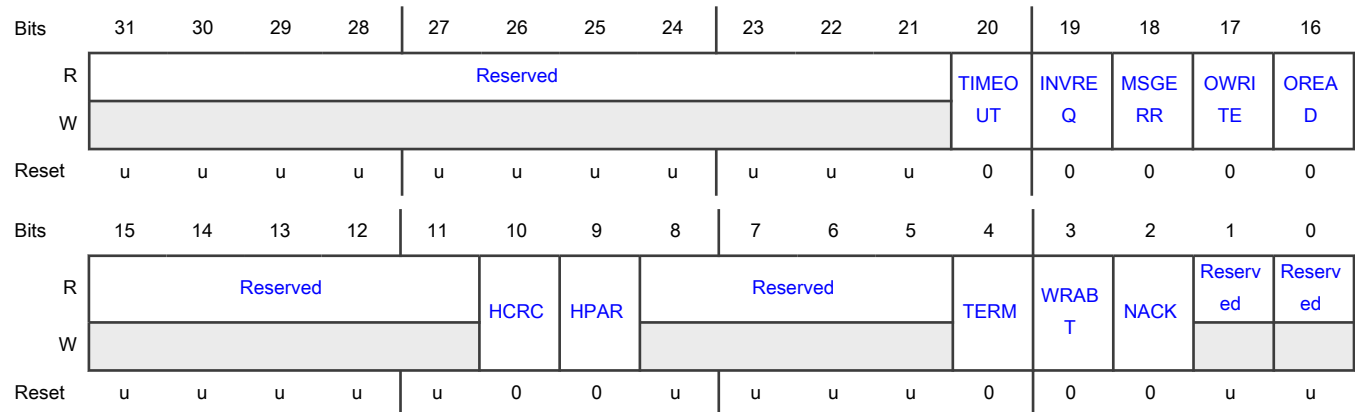 Bits 31 30 29 28 27 26 25 24 23 22 21 20 19 18 17 16
R Reserved TIMEO INVRE MSGE OWRI OREA
W UT Q RR TE D
Reset u u u u u u u u u u u 0 0 0 0 0
Bits 15 14 13 12 11 10 9 8 7 6 5 4 3 2 1 0
R Reserved HCRC HPAR Reserved TERM WRAB NACK Reserv Reserv
T ed ed
W
Reset u u u u u 0 0 u u u u 0 0 0 u u